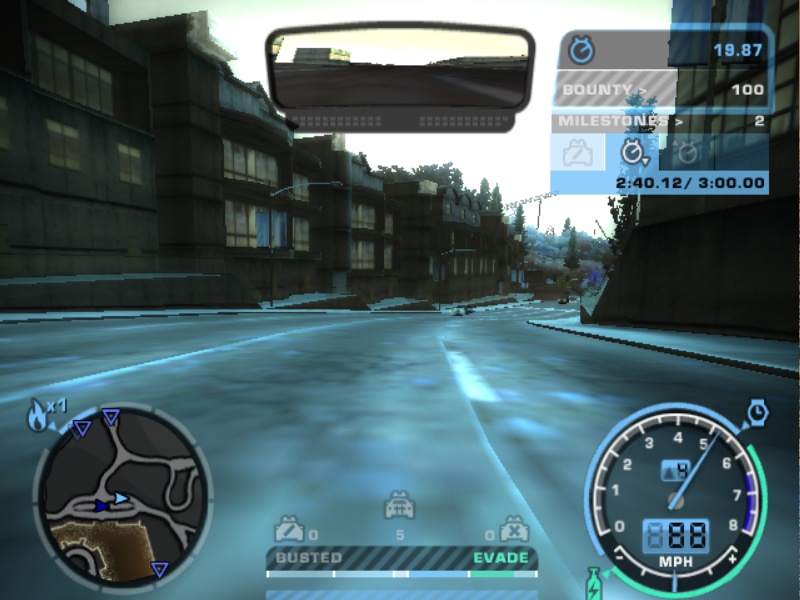 19.87
BOUNTY > 100
MILESTONES > 2
2:40.12/ 3:00.00
x1
0 1 2 3 4 5 6 7 8
4
88
MPH
- +
0 5 0
BUSTED EVADE